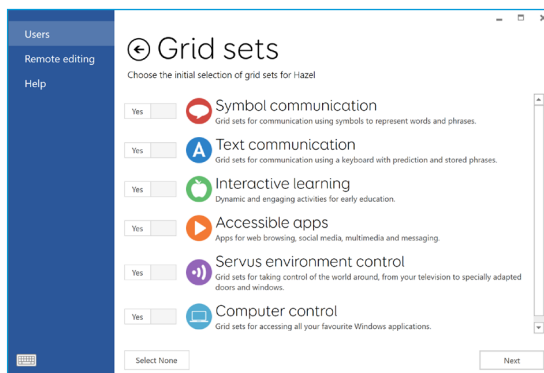 Users
Remote editing
Help
Grid sets
Choose the initial selection of grid sets for Hazel
Yes
Symbol communication
Grid sets for communication using symbols to represent words and phrases.
Yes
A
Text communication
Grid sets for communication using a keyboard with prediction and stored phrases.
Yes
Interactive learning
Dynamic and engaging activities for early education.
Yes
Accessible apps
Apps for web browsing, social media, multimedia and messaging.
Yes
Servus environment control
Grid sets for taking control of the world around, from your television to specially adapted
doors and windows.
Yes
Computer control
Grid sets for accessing all your favourite Windows applications.
Select None
Next